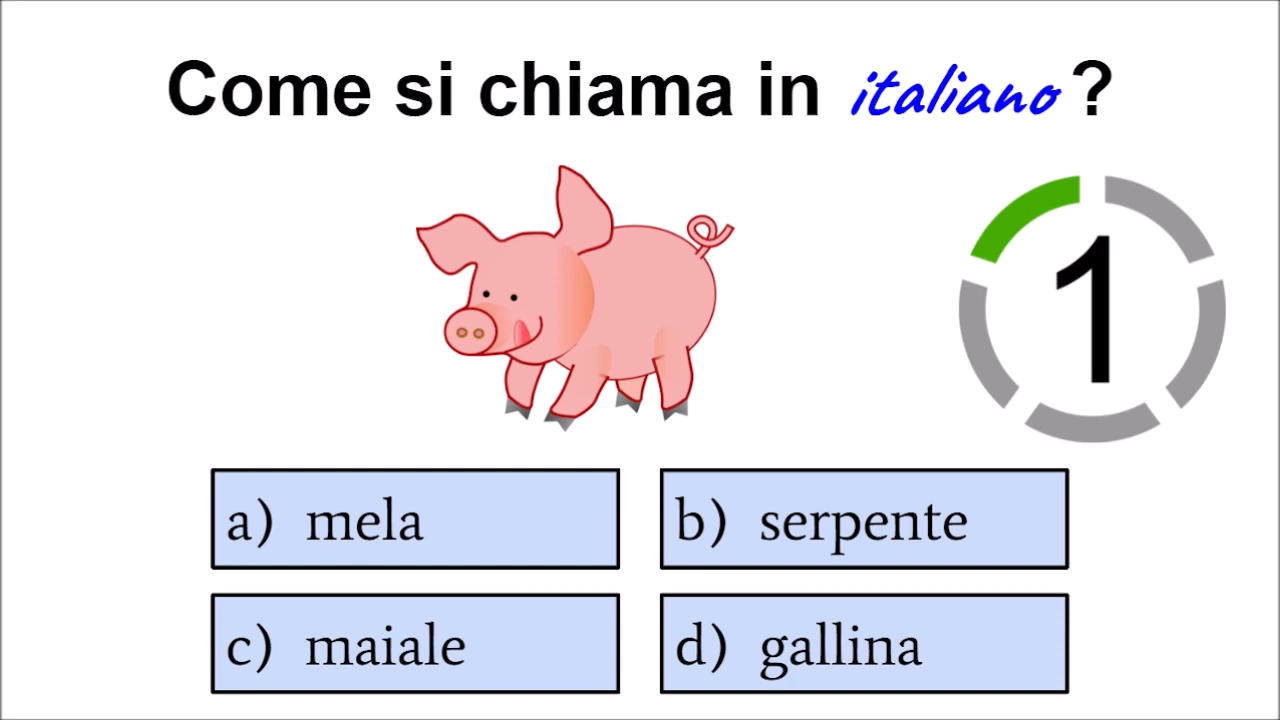 Come si chiama in italiano ?
1
a) mela
b) serpente
c) maiale
d) gallina